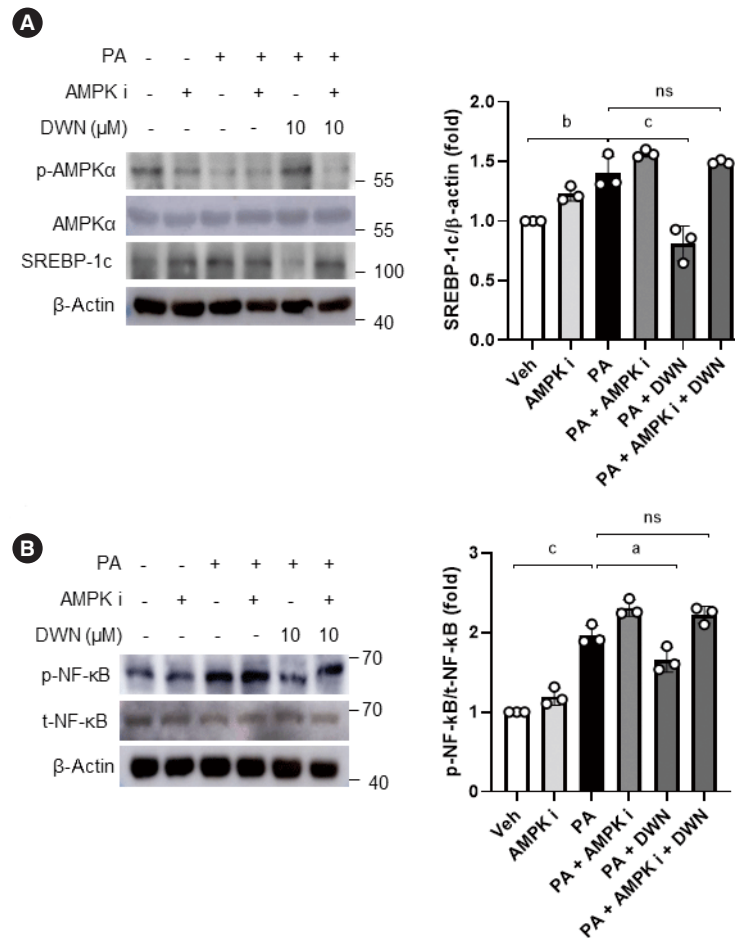 A
PA - - + + + +
AMPK i - + - + - +
DWN (µM) - - - - 10 10
p-AMPKα
55
AMPKα
55
SREBP-1c
100
β-Actin
40
SREBP-1c/β-actin (fold)
2.0
1.5
1.0
0.5
0.0
ns
b c
Veh
AMPK i
PA
PA + AMPK i
PA + DWN
PA + AMPK i + DWN
B
PA - - + + + +
AMPK i - + - + - +
DWN (µM) - - - - 10 10
p-NF-κB
70
t-NF-κB
70
β-Actin
40
p-NF-kB/t-NF-kB (fold)
3
2
1
0
ns
c a
Veh
AMPK i
PA
PA + AMPK i
PA + DWN
PA + AMPK i + DWN